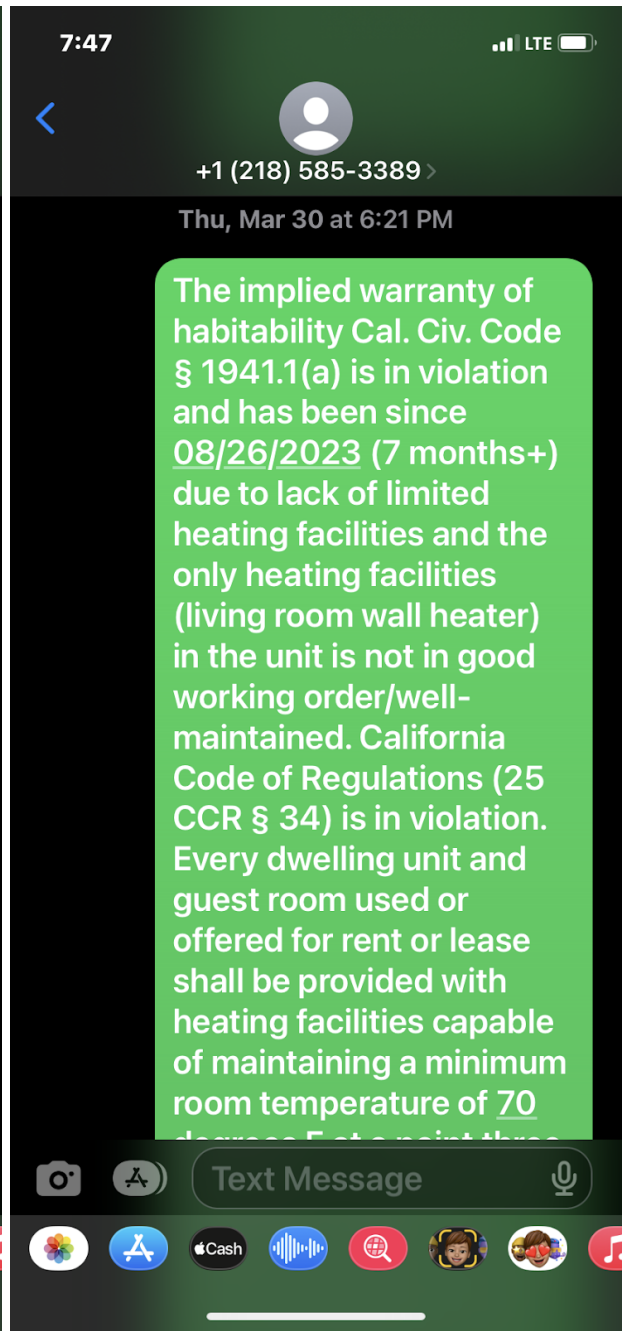 7:47
LTE
+1 (218) 585-3389
Thu, Mar 30 at 6:21 PM
The implied warranty of
habitability Cal. Civ. Code
§ 1941.1(a) is in violation
and has been since
08/26/2023 (7 months+)
due to lack of limited
heating facilities and the
only heating facilities
(living room wall heater)
in the unit is not in good
working order/well-
maintained. California
Code of Regulations (25
CCR § 34) is in violation.
Every dwelling unit and
guest room used or
offered for rent or lease
shall be provided with
heating facilities capable
of maintaining a minimum
room temperature of 70
degrees F at a point three
Text Message
Cash